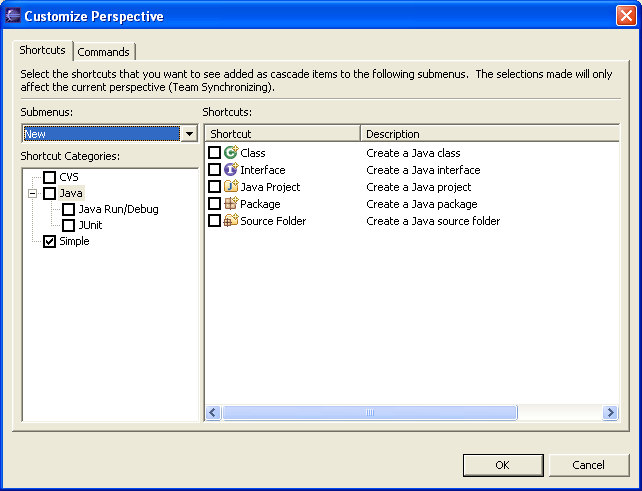 Customize Perspective
Shortcuts Commands
Select the shortcuts that you want to see added as cascade items to the following submenus. The selections made will only
affect the current perspective (Team Synchronizing).
Submenus: Shortcuts:
New Shortcut Description
Shortcut Categories: Class Create a Java class
Interface Create a Java interface
CVS
Java Java Project Create a Java project
Java Run/Debug Package Create a Java package
JUnit Source Folder Create a Java source folder
Simple
OK Cancel